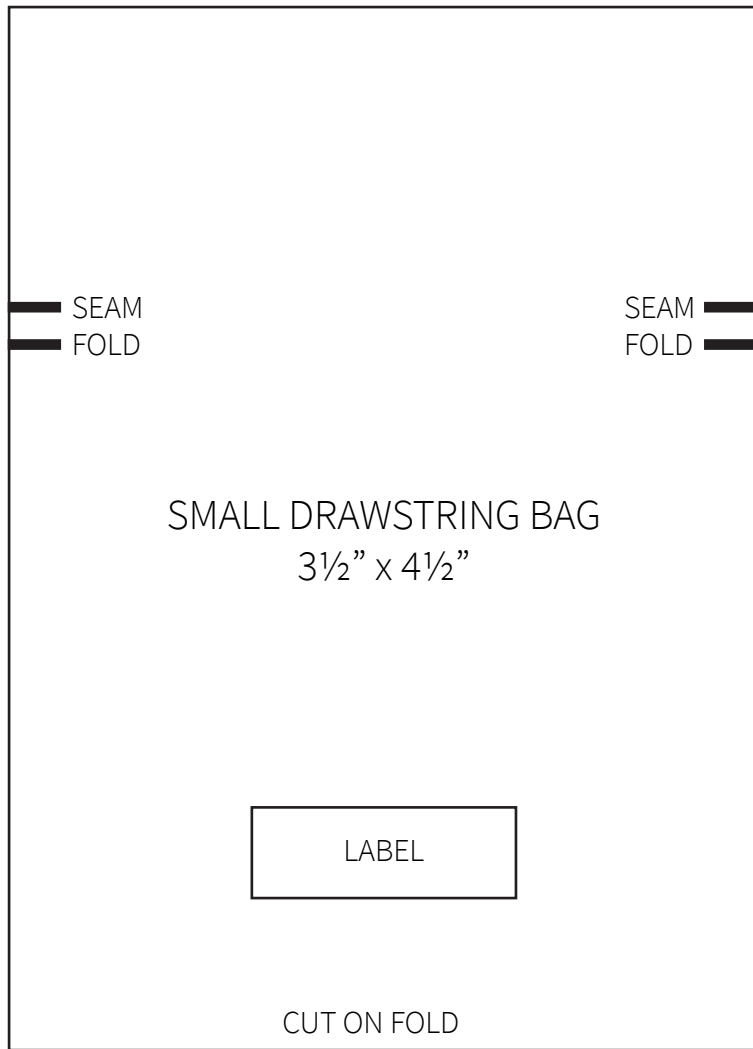 SEAM SEAM
FOLD FOLD
SMALL DRAWSTRING BAG
3½” x 4½”
LABEL
CUT ON FOLD